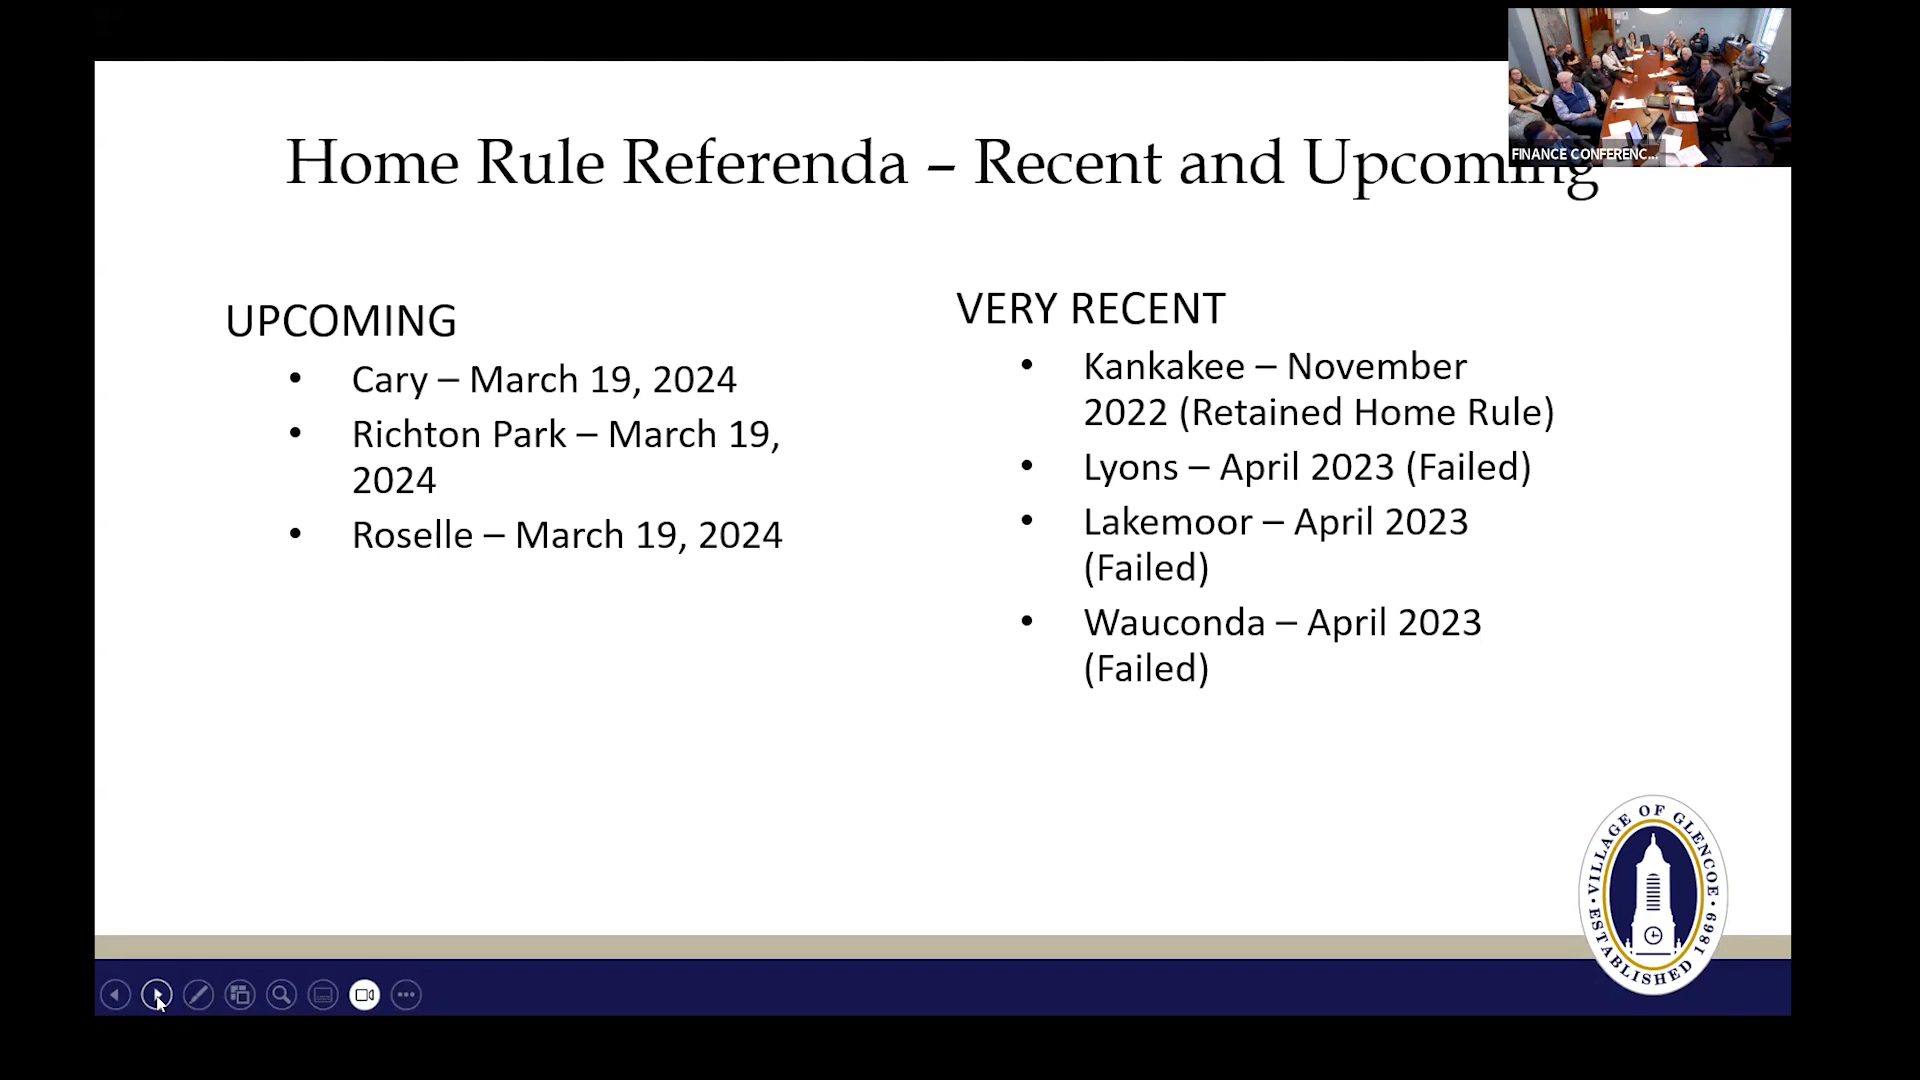 FINANCE CONFERENC...
Home Rule Referenda – Recent and Upcoming
UPCOMING
• Cary – March 19, 2024
• Richton Park – March 19,
2024
• Roselle – March 19, 2024
VERY RECENT
• Kankakee – November
2022 (Retained Home Rule)
• Lyons – April 2023 (Failed)
• Lakemoor – April 2023
(Failed)
• Wauconda – April 2023
(Failed)
• VILLAGE OF GLENCOE •
ESTABLISHED 1869